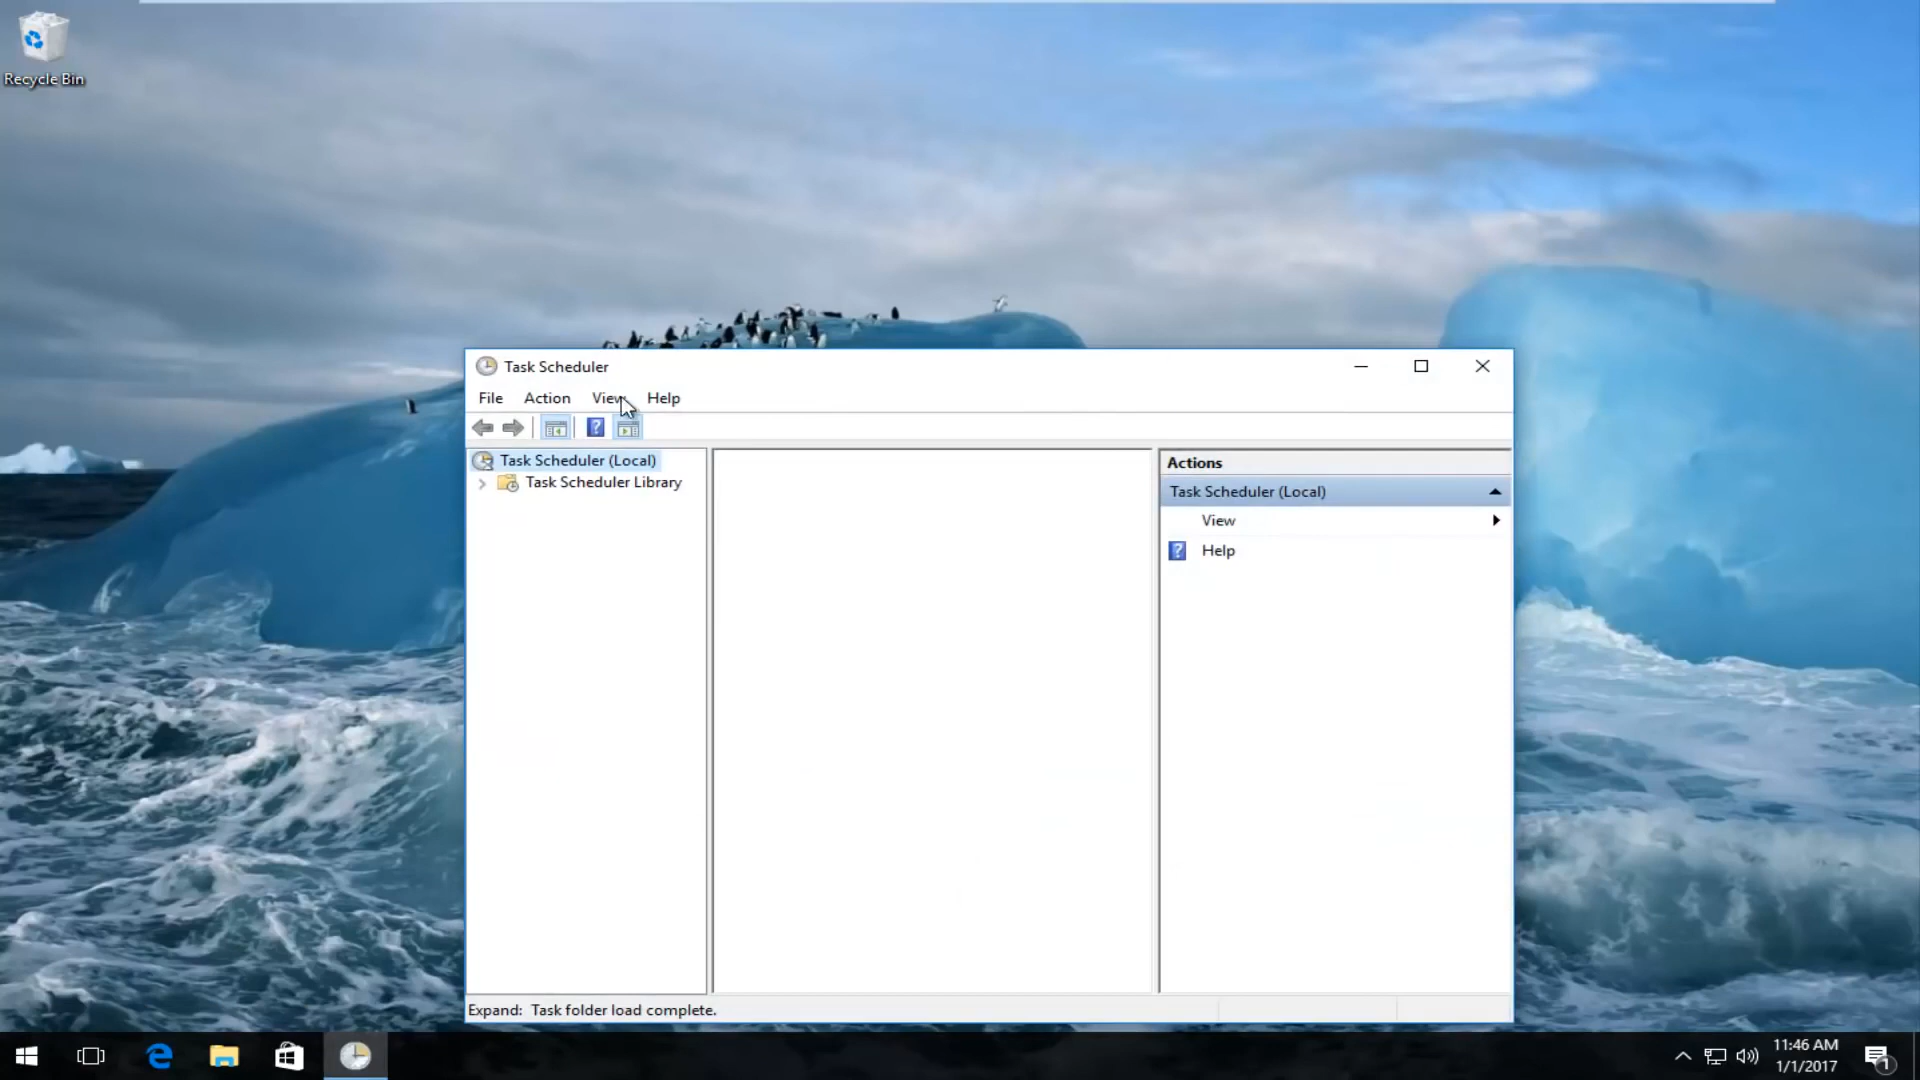 Recycle Bin
Task Scheduler
File Action View Help
Task Scheduler (Local)
Task Scheduler Library
Actions
Task Scheduler (Local)
View
Help
Expand: Task folder load complete.
11:46 AM
1/1/2017
1